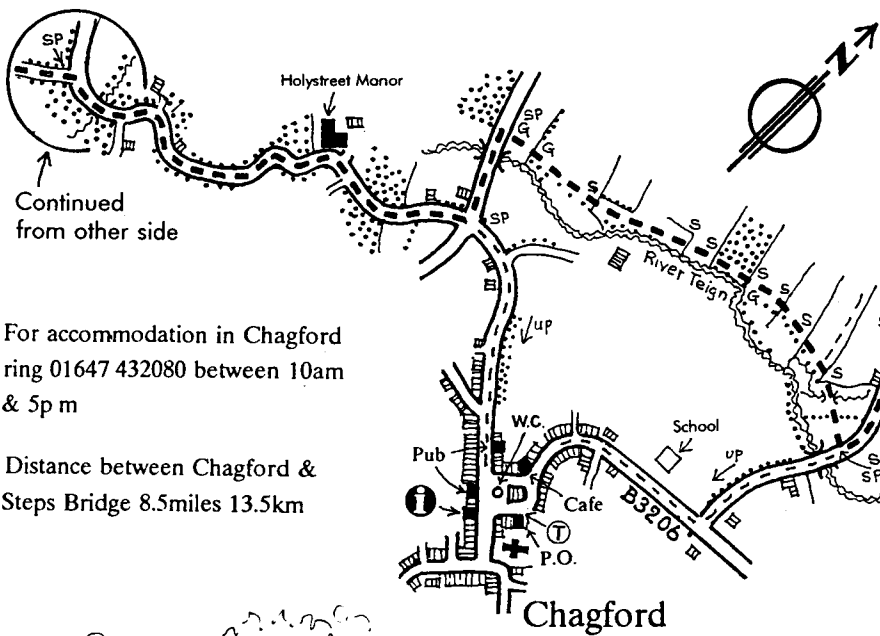 SP
Holystreet Manor
N
SP
G
Continued
from other side
SP
S
S
S
River Teign
S
G
S
UP
For accommodation in Chagford
ring 01647 432080 between 10am
& 5p m
S
W.C.
School
Pub
UP
Distance between Chagford &
Steps Bridge 8.5miles 13.5km
i
Cafe
B3206
S
SP
T
P.O.
Chagford